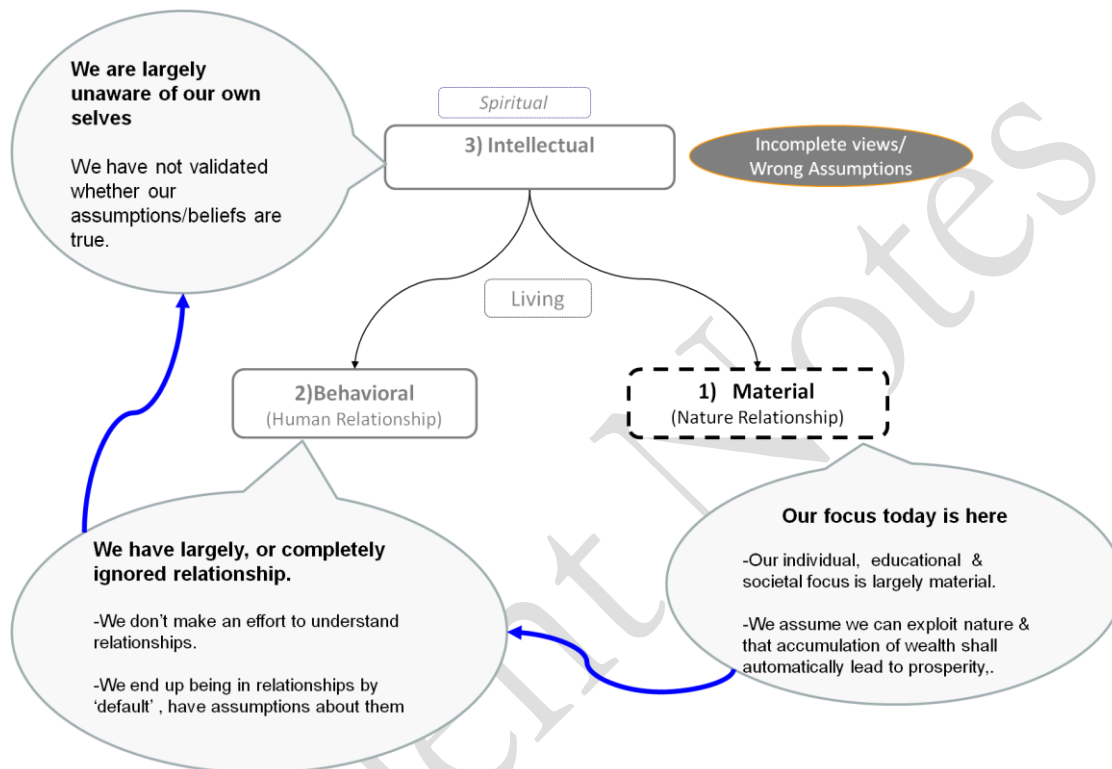 We are largely
unaware of our own
selves
We have not validated
whether our
assumptions/beliefs are
true.
Spiritual
3) Intellectual
Incomplete views/
Wrong Assumptions
Living
2)Behavioral
(Human Relationship)
1) Material
(Nature Relationship)
We have largely, or completely
ignored relationship.
-We don't make an effort to understand
relationships.
-We end up being in relationships by
‘default’ , have assumptions about them
Our focus today is here
-Our individual, educational &
societal focus is largely material.
-We assume we can exploit nature &
that accumulation of wealth shall
automatically lead to prosperity,.
Notes